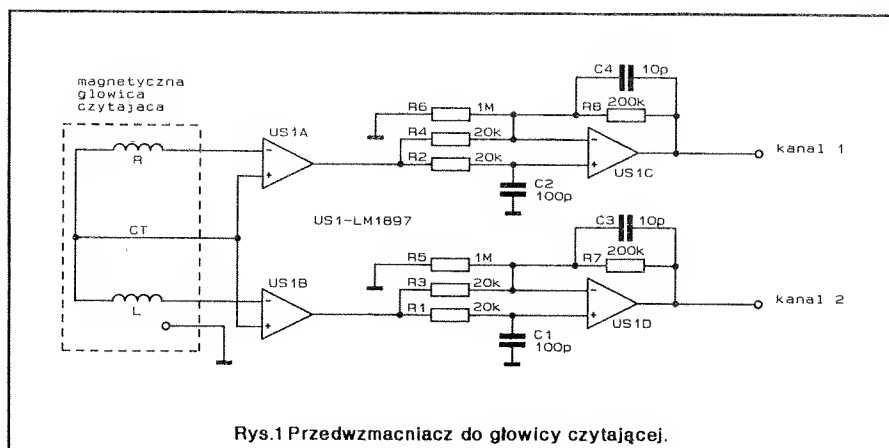 magnetyczna
glowica
czytajaca
R
CT
L
US1A
US1B
US1-LM1897
R6 1M
R4 20k
R2 20k
C2
100p
C4 10p
R8
200k
US1C
kanal 1
R5 1M
R3 20k
R1 20k
C1
100p
C3 10p
R7 200k
US1D
kanal 2
Rys.1 Przedwzmacniacz do głowicy czytającej.